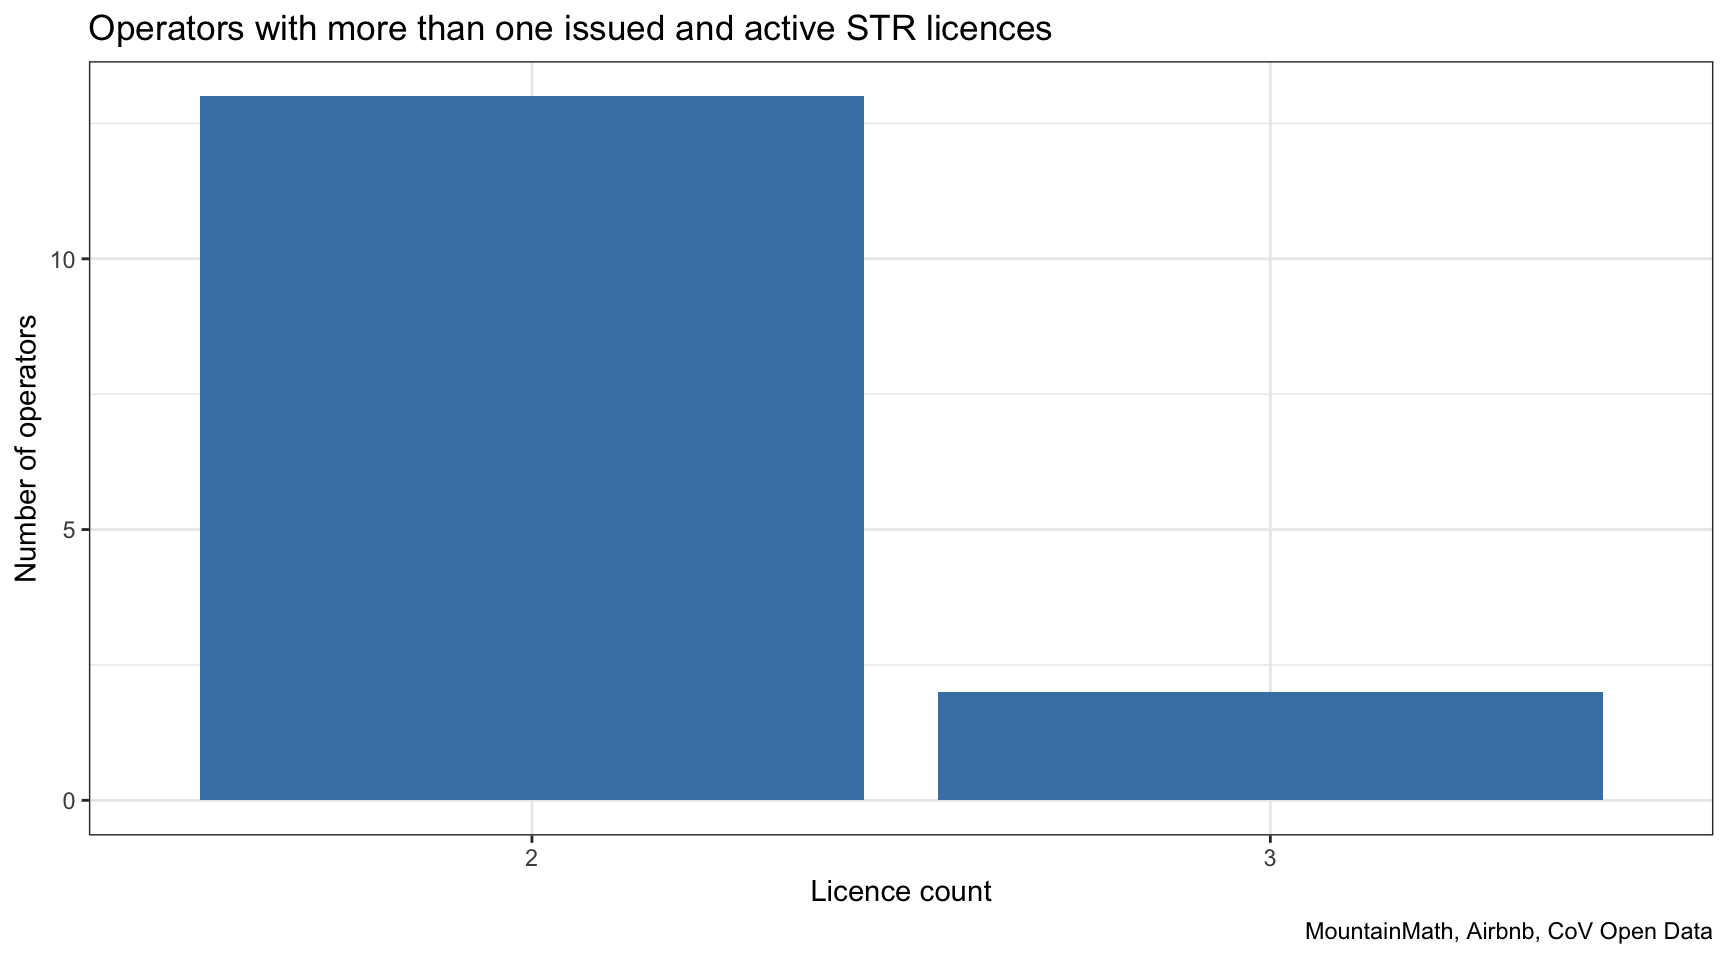 Operators with more than one issued and active STR licences
Number of operators
10
5
0
2
3
Licence count
MountainMath, Airbnb, CoV Open Data